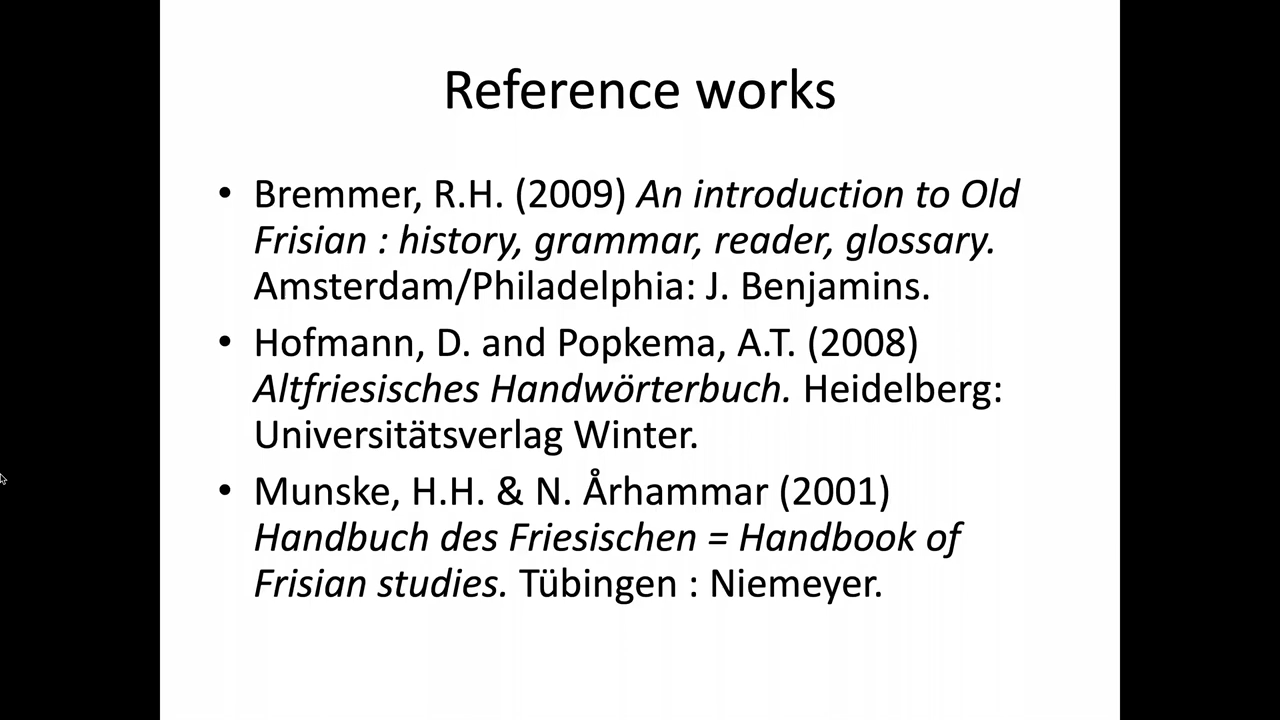 Reference works
• Bremmer, R.H. (2009) An introduction to Old
Frisian : history, grammar, reader, glossary.
Amsterdam/Philadelphia: J. Benjamins.
• Hofmann, D. and Popkema, A.T. (2008)
Altfriesisches Handwörterbuch. Heidelberg:
Universitätsverlag Winter.
• Munske, H.H. & N. Århammar (2001)
Handbuch des Friesischen = Handbook of
Frisian studies. Tübingen : Niemeyer.